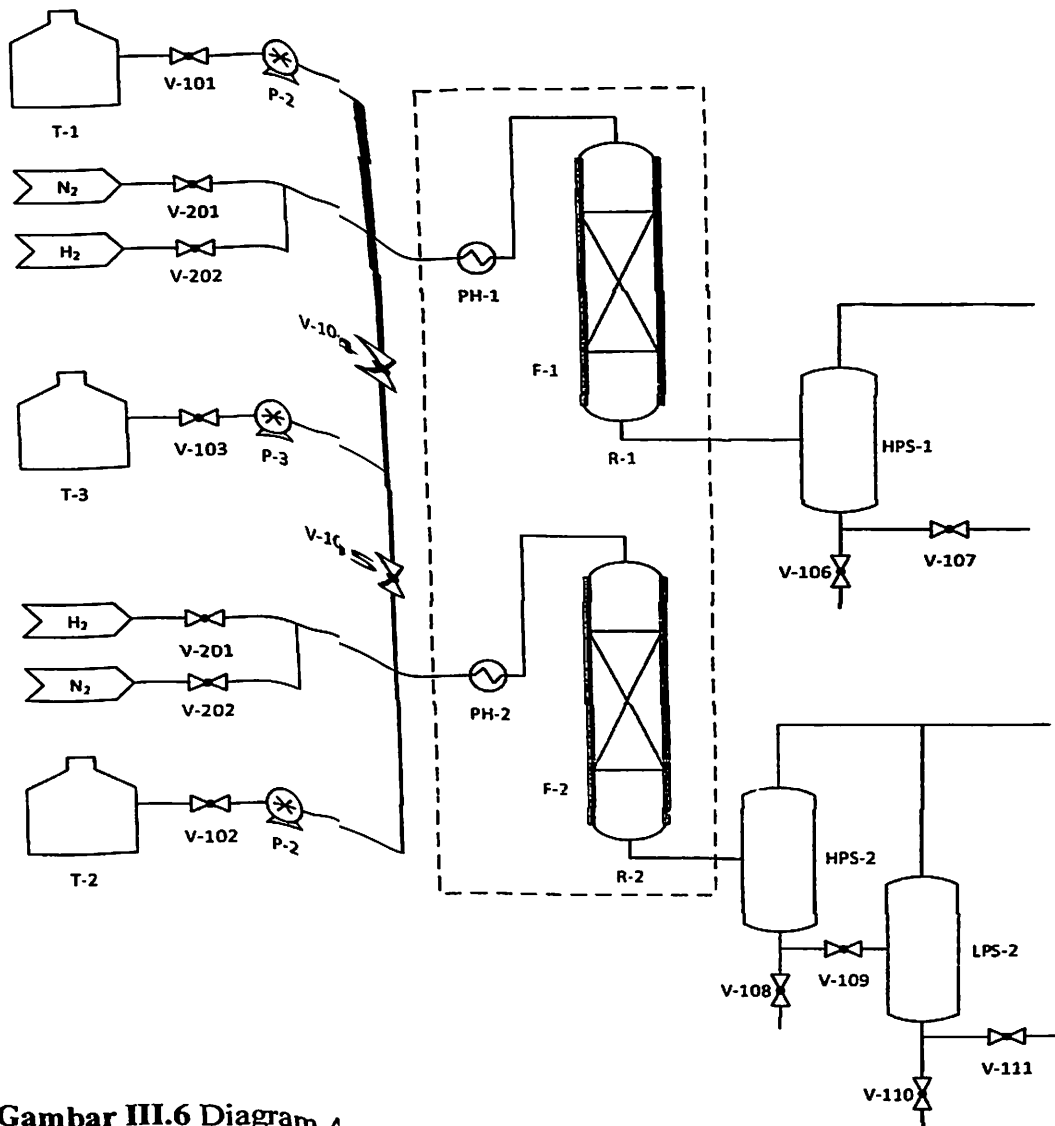 V-101
P-2
T-1
N₂
V-201
H₂
V-202
PH-1
F-1
R-1
HPS-1
V-106
V-107
V-103
P-3
T-3
H₂
V-201
N₂
V-202
PH-2
F-2
R-2
V-102
P-2
T-2
HPS-2
V-108
V-109
LPS-2
V-110
V-111
Gambar III.6 Diagram